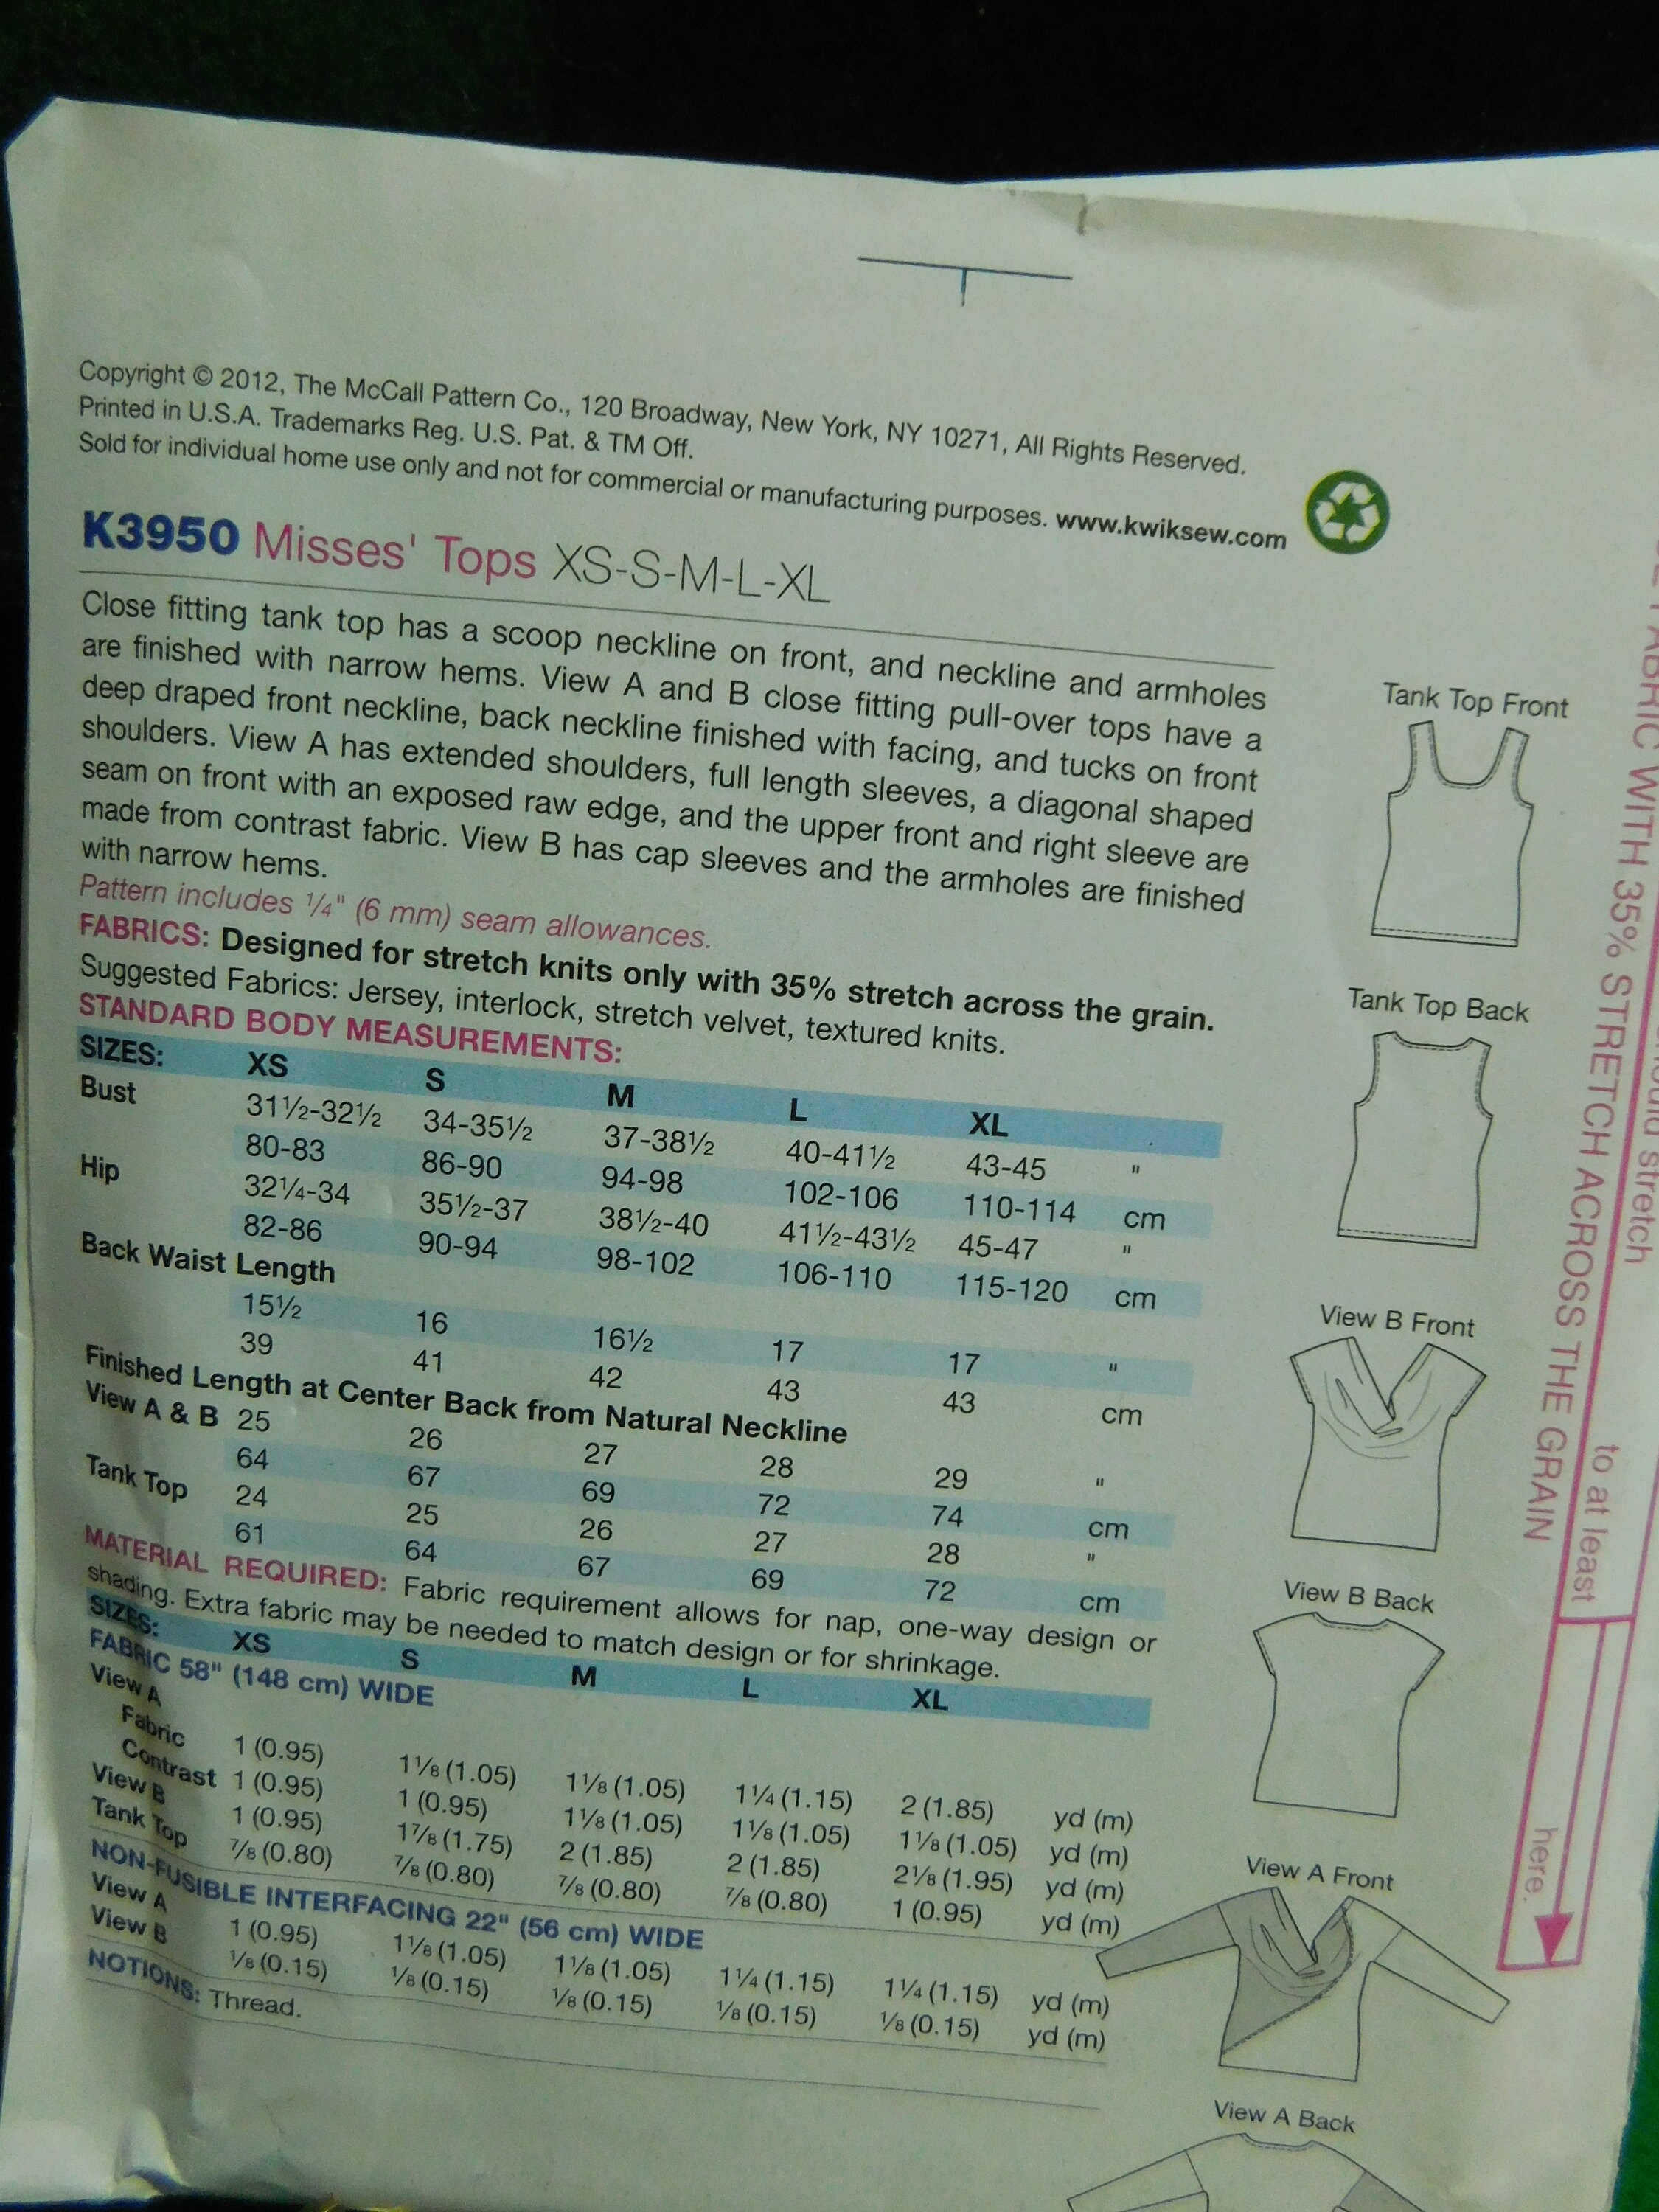 Copyright © 2012, The McCall Pattern Co., 120 Broadway, New York, NY 10271, All Rights Reserved.
Printed in U.S.A. Trademarks Reg. U.S. Pat. & TM Off.
Sold for individual home use only and not for commercial or manufacturing purposes. www.kwiksew.com
K3950 Misses' Tops XS-S-M-L-XL
Close fitting tank top has a scoop neckline on front, and neckline and armholes
are finished with narrow hems. View A and B close fitting pull-over tops have a
deep draped front neckline, back neckline finished with facing, and tucks on front
shoulders. View A has extended shoulders, full length sleeves, a diagonal shaped
seam on front with an exposed raw edge, and the upper front and right sleeve are
made from contrast fabric. View B has cap sleeves and the armholes are finished
with narrow hems.
Pattern includes ¼" (6 mm) seam allowances.
FABRICS: Designed for stretch knits only with 35% stretch across the grain.
Suggested Fabrics: Jersey, interlock, stretch velvet, textured knits.
STANDARD BODY MEASUREMENTS:
SIZES: XS S M L XL
Bust 31½-32½ 34-35½ 37-38½ 40-41½ 43-45 "
80-83 86-90 94-98 102-106 110-114 cm
Hip 32¼-34 35½-37 38½-40 41½-43½ 45-47 "
82-86 90-94 98-102 106-110 115-120 cm
Back Waist Length
15½ 16 16½ 17 17 "
39 41 42 43 43 cm
Finished Length at Center Back from Natural Neckline
View A & B 25 26 27 28 29 "
64 67 69 72 74 cm
Tank Top 24 25 26 27 28 "
61 64 67 69 72 cm
MATERIAL REQUIRED: Fabric requirement allows for nap, one-way design or
shading. Extra fabric may be needed to match design or for shrinkage.
SIZES: XS S M L XL
FABRIC 58" (148 cm) WIDE
View A
Fabric 1 (0.95) 1⅛ (1.05) 1⅛ (1.05) 1¼ (1.15) 2 (1.85) yd (m)
Contrast 1 (0.95) 1 (0.95) 1⅛ (1.05) 1⅛ (1.05) 1⅛ (1.05) yd (m)
View B 1 (0.95) 1⅞ (1.75) 2 (1.85) 2 (1.85) 2⅛ (1.95) yd (m)
Tank Top ⅞ (0.80) ⅞ (0.80) ⅞ (0.80) ⅞ (0.80) 1 (0.95) yd (m)
NON-FUSIBLE INTERFACING 22" (56 cm) WIDE
View A 1 (0.95) 1⅛ (1.05) 1⅛ (1.05) 1¼ (1.15) 1¼ (1.15) yd (m)
View B ⅛ (0.15) ⅛ (0.15) ⅛ (0.15) ⅛ (0.15) ⅛ (0.15) yd (m)
NOTIONS: Thread.
Tank Top Front
Tank Top Back
View B Front
View B Back
View A Front
View A Back
FABRIC WITH 35% STRETCH ACROSS THE GRAIN
stretch
to at least
here.